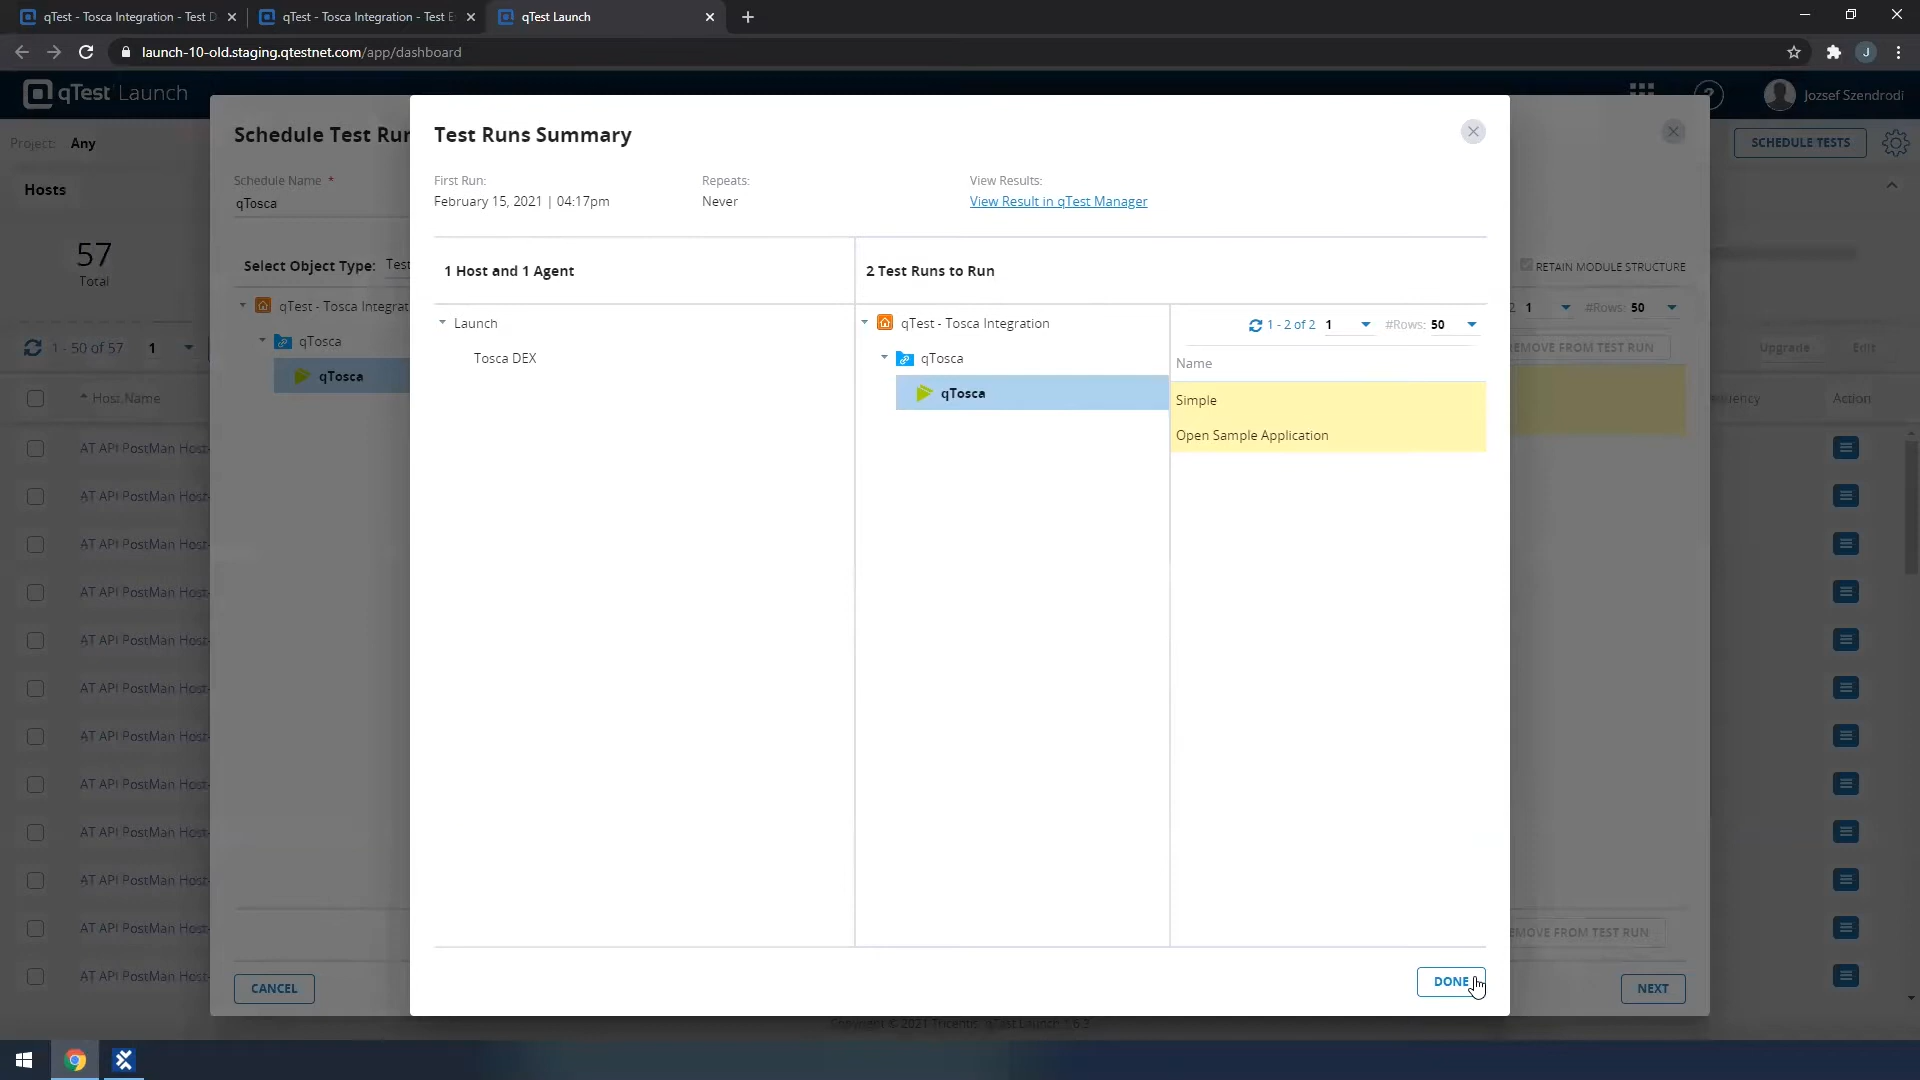 qTest - Tosca Integration - Test D
qTest - Tosca Integration - Test E
qTest Launch
launch-10-old.staging.qtestnet.com/app/dashboard
J
qTest Launch
?
Jozsef Szendrodi
Project: Any
SCHEDULE TESTS
Hosts
57
Total
1 - 50 of 57 1
Upgrade
Edit
Host Name
Action
AT API PostMan Host-
AT API PostMan Host-
AT API PostMan Host-
AT API PostMan Host-
AT API PostMan Host-
AT API PostMan Host-
AT API PostMan Host-
AT API PostMan Host-
AT API PostMan Host-
AT API PostMan Host-
AT API PostMan Host-
AT API PostMan Host-
Schedule Test Run
Schedule Name *
qTosca
Select Object Type: Test
RETAIN MODULE STRUCTURE
qTest - Tosca Integrat
2 1 #Rows: 50
qTosca
EMOVE FROM TEST RUN
qTosca
EMOVE FROM TEST RUN
CANCEL
NEXT
Test Runs Summary
First Run:
February 15, 2021 | 04:17pm
Repeats:
Never
View Results:
View Result in qTest Manager
1 Host and 1 Agent
2 Test Runs to Run
Launch
Tosca DEX
qTest - Tosca Integration
qTosca
qTosca
1 - 2 of 2 1 #Rows: 50
Name
Simple
Open Sample Application
DONE